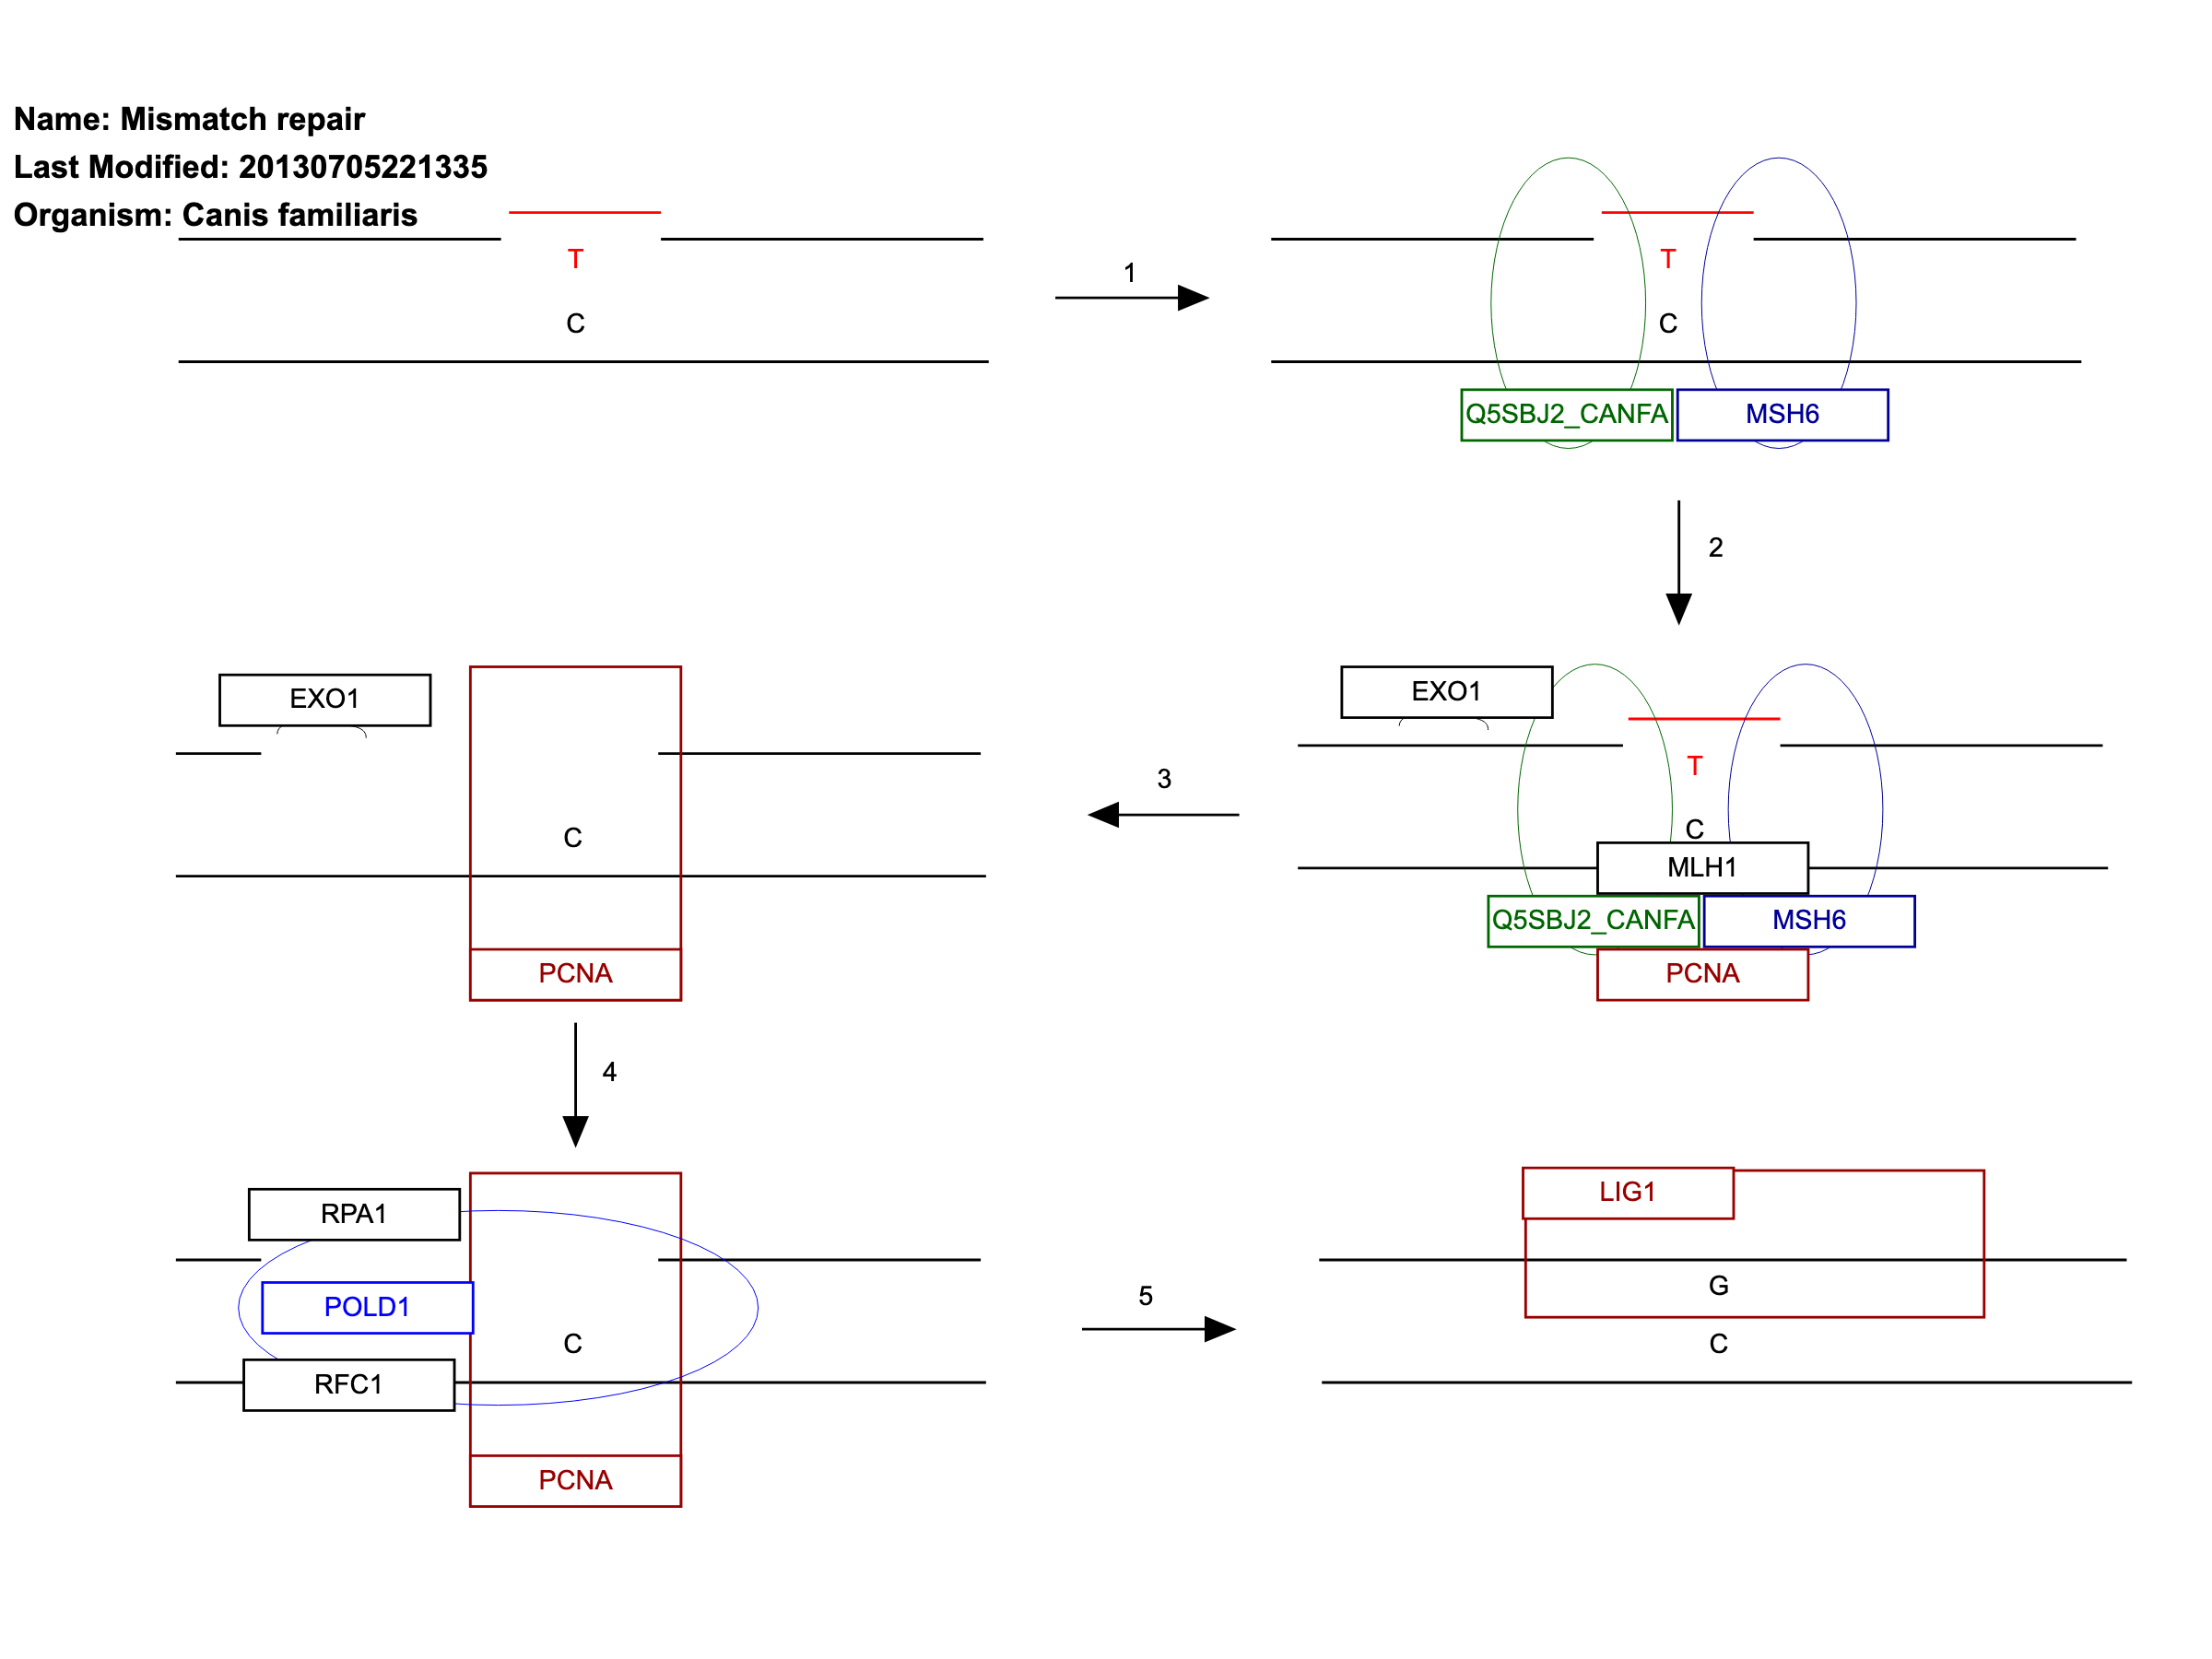 Name: Mismatch repair
Last Modified: 20130705221335
Organism: Canis familiaris
T
C
1
T
C
Q5SBJ2_CANFA
MSH6
2
EXO1
T
C
MLH1
Q5SBJ2_CANFA
MSH6
PCNA
3
EXO1
C
PCNA
4
RPA1
POLD1
C
RFC1
PCNA
5
LIG1
G
C